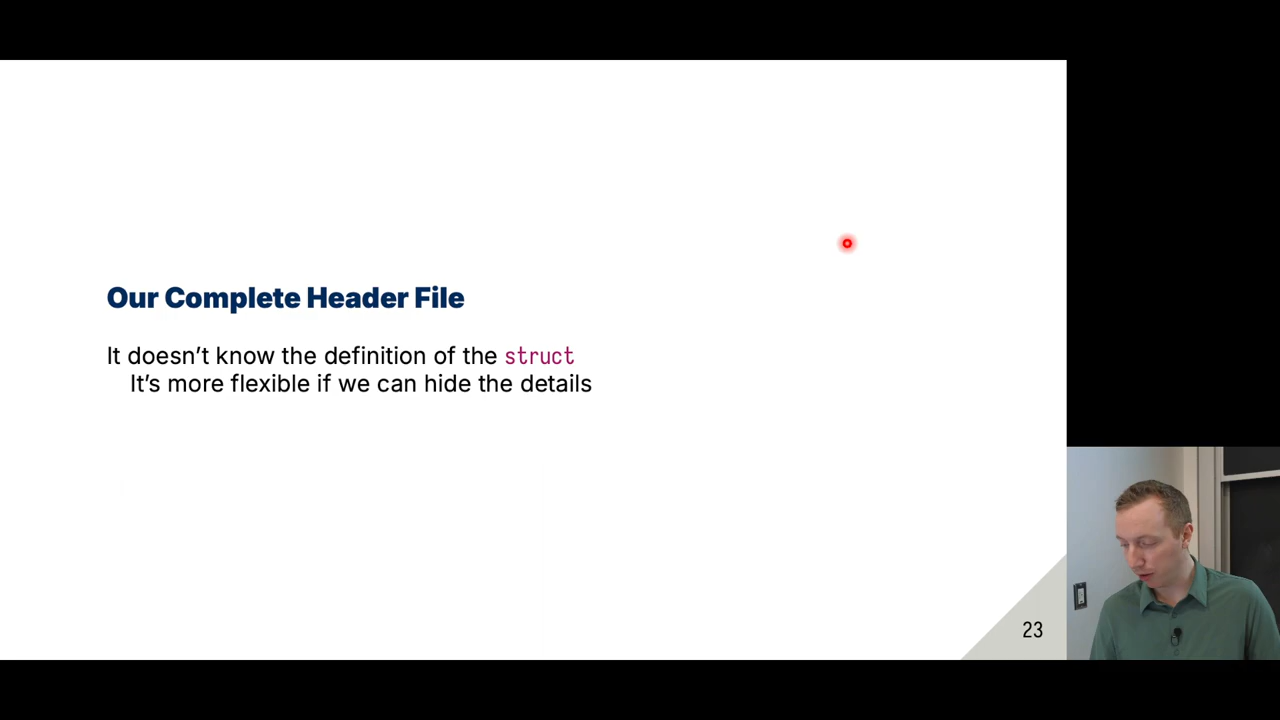 Our Complete Header File
It doesn’t know the definition of the struct
It’s more flexible if we can hide the details
23